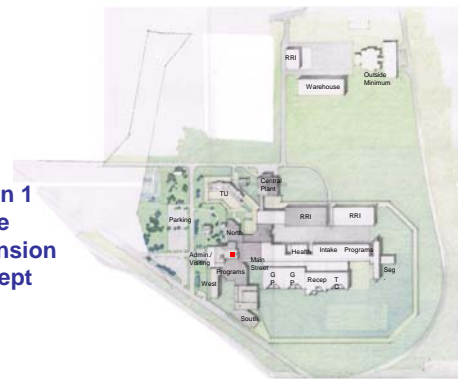 n 1
e
nsion
ept
RRI
Outside
Minimum
Warehouse
Central
Plant
TU
Parking
RRI
RRI
North
Admin./
Visiting
Main
Street
Health
Intake
Programs
Programs
West
G
P
G
P
Recep
T
C
Seg
.
South